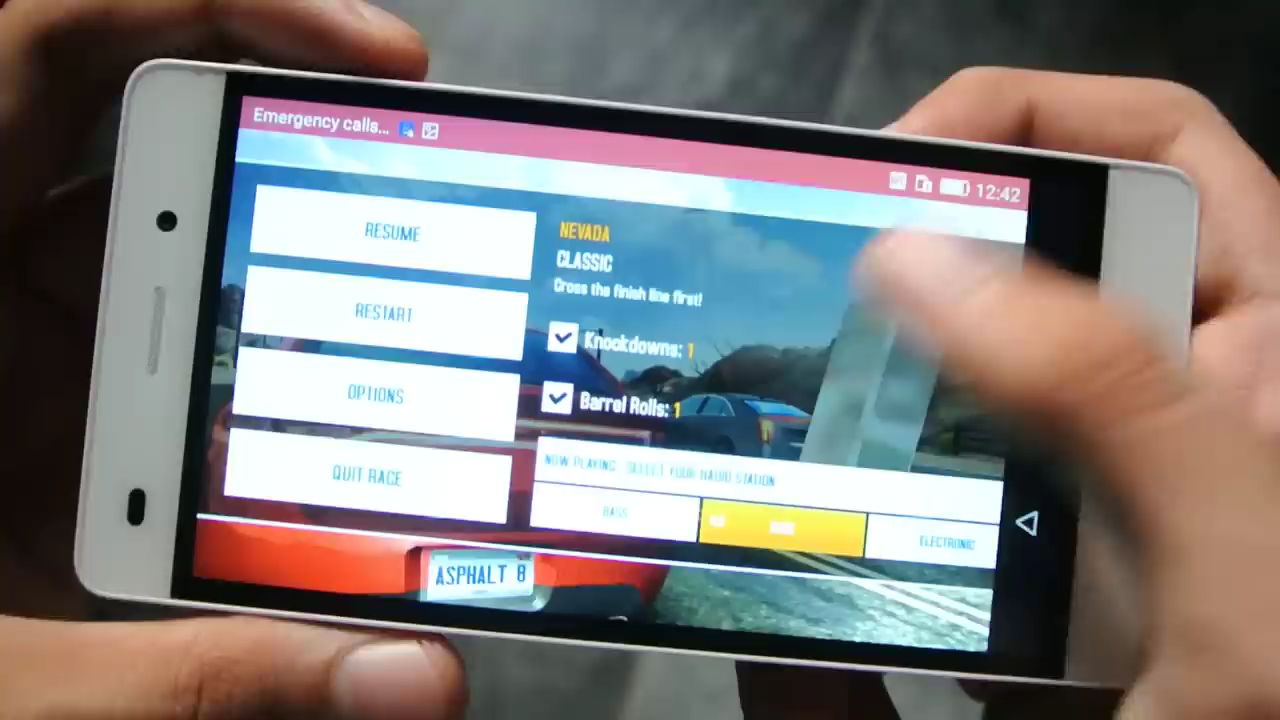 Emergency calls...
12:42
RESUME
RESTART
OPTIONS
QUIT RACE
NEVADA
CLASSIC
Cross the finish line first!
Knockdowns: 1
Barrel Rolls: 1
NOW PLAYING: SELECT YOUR RADIO STATION
BASS
ELECTRONIC
ASPHALT 8